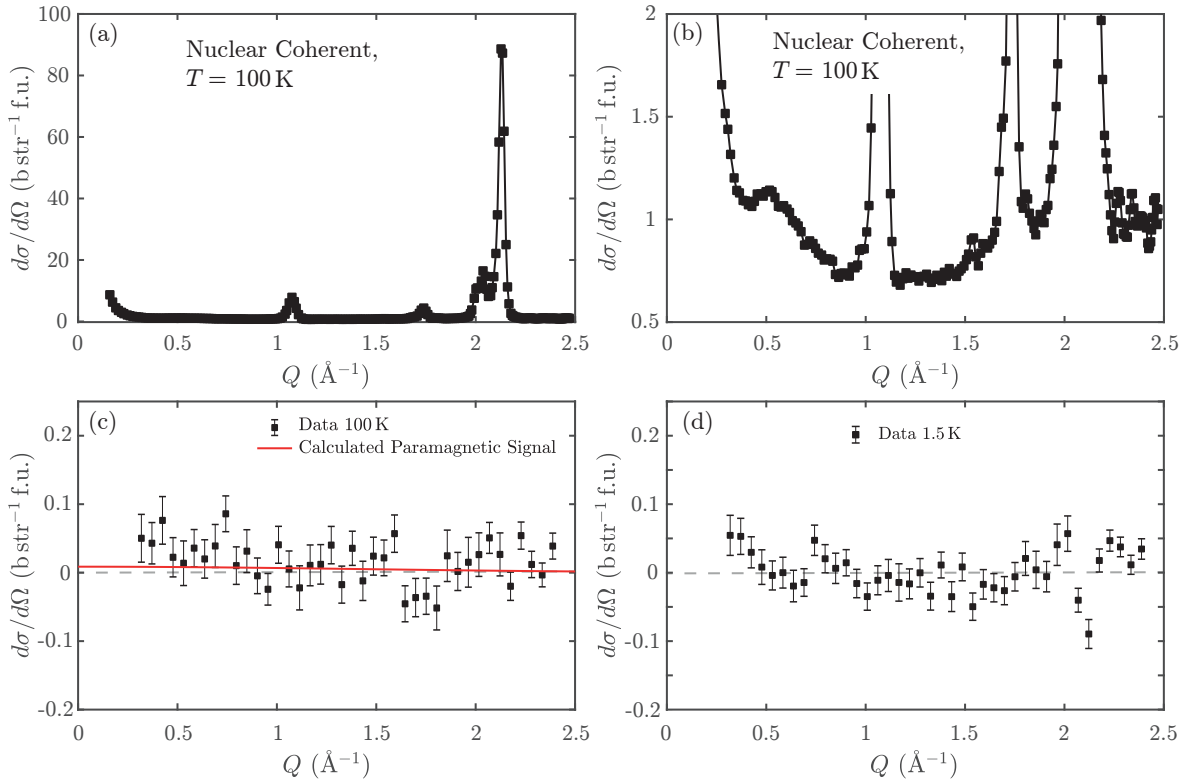 (a)
Nuclear Coherent,
T = 100 K
dσ/dΩ (b str⁻¹ f.u.)
100
80
60
40
20
0
0 0.5 1 1.5 2 2.5
Q (Å⁻¹)
(b)
Nuclear Coherent,
T = 100 K
dσ/dΩ (b str⁻¹ f.u.)
2
1.5
1
0.5
0 0.5 1 1.5 2 2.5
Q (Å⁻¹)
(c)
Data 100 K
Calculated Paramagnetic Signal
dσ/dΩ (b str⁻¹ f.u.)
0.2
0.1
0
-0.1
-0.2
0 0.5 1 1.5 2 2.5
Q (Å⁻¹)
(d)
Data 1.5 K
dσ/dΩ (b str⁻¹ f.u.)
0.2
0.1
0
-0.1
-0.2
0 0.5 1 1.5 2 2.5
Q (Å⁻¹)